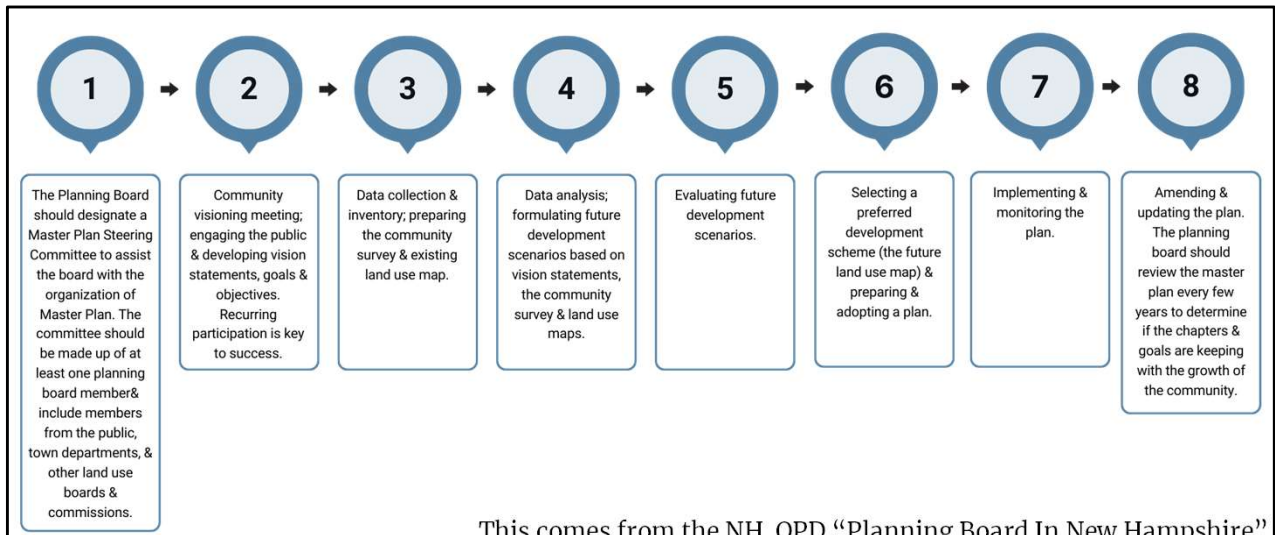 1
The Planning Board
should designate a
Master Plan Steering
Committee to assist
the board with the
organization of
Master Plan. The
committee should
be made up of at
least one planning
board member&
include members
from the public,
town departments, &
other land use
boards &
commissions.
2
Community
visioning meeting;
engaging the public
& developing vision
statements, goals &
objectives.
Recurring
participation is key
to success.
3
Data collection &
inventory; preparing
the community
survey & existing
land use map.
4
Data analysis;
formulating future
development
scenarios based on
vision statements,
the community
survey & land use
maps.
5
Evaluating future
development
scenarios.
6
Selecting a
preferred
development
scheme (the future
land use map) &
preparing &
adopting a plan.
7
Implementing &
monitoring the
plan.
8
Amending &
updating the plan.
The planning
board should
review the master
plan every few
years to determine
if the chapters &
goals are keeping
with the growth of
the community.
This comes from the NH OPD “Planning Board In New Hampshire”